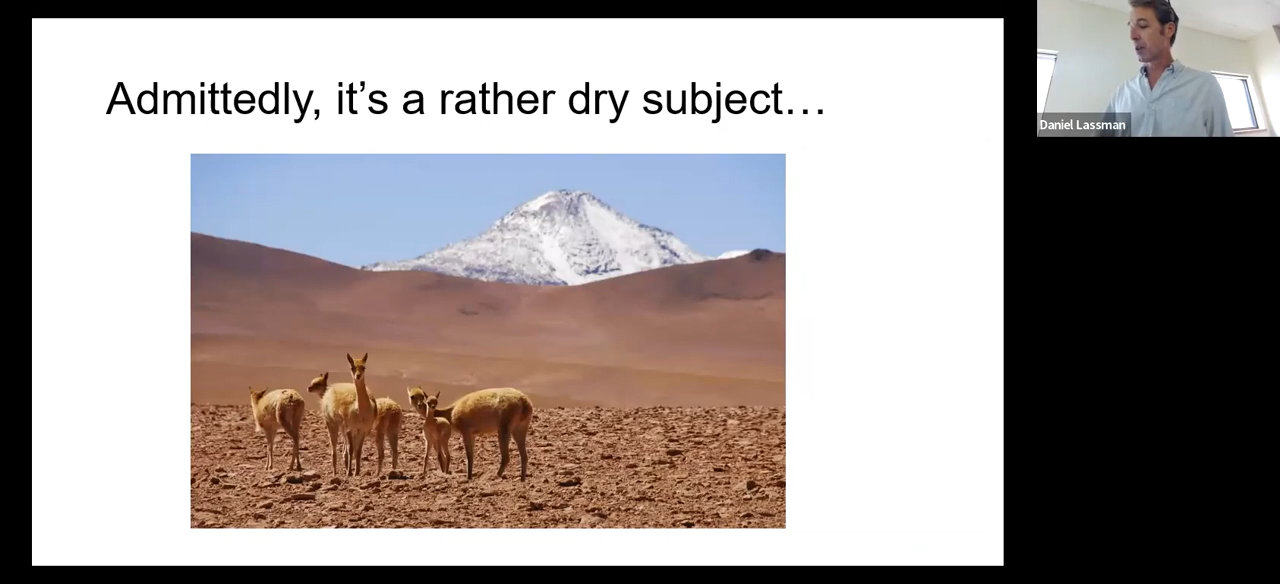 Admittedly, it’s a rather dry subject…
Daniel Lassman